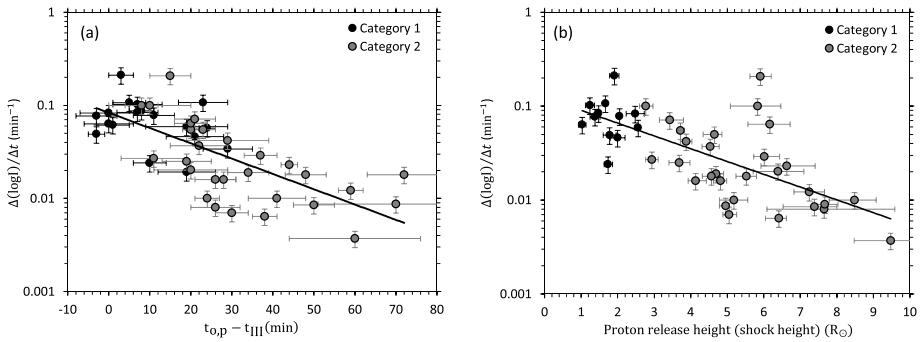 (a)
Category 1
Category 2
1
0.1
0.01
0.001
Δ(logI)/Δt (min⁻¹)
-10 0 10 20 30 40 50 60 70 80
t₀,ₚ − t_III (min)
(b)
Category 1
Category 2
1
0.1
0.01
0.001
Δ(logI)/Δt (min⁻¹)
0 1 2 3 4 5 6 7 8 9 10
Proton release height (shock height) (R☉)